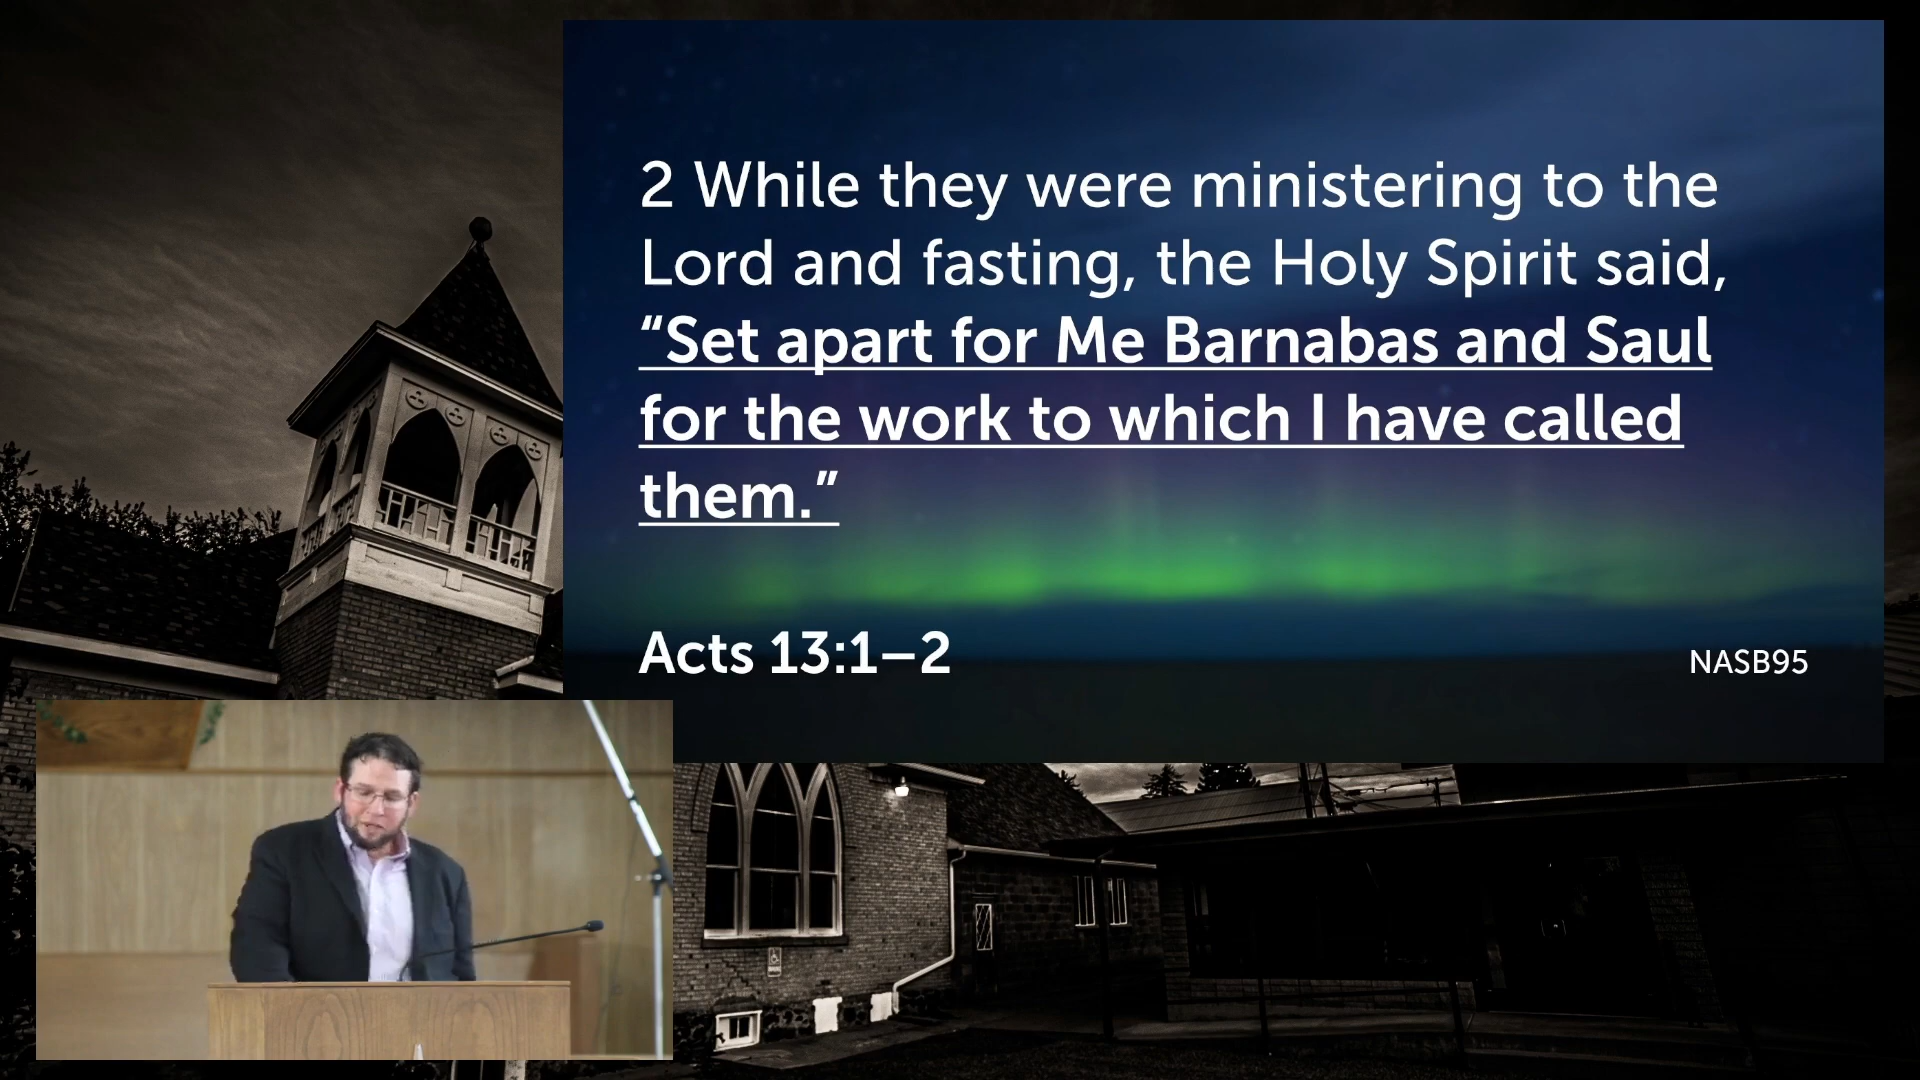 2 While they were ministering to the
Lord and fasting, the Holy Spirit said,
“Set apart for Me Barnabas and Saul
for the work to which I have called
them.”
Acts 13:1–2
NASB95